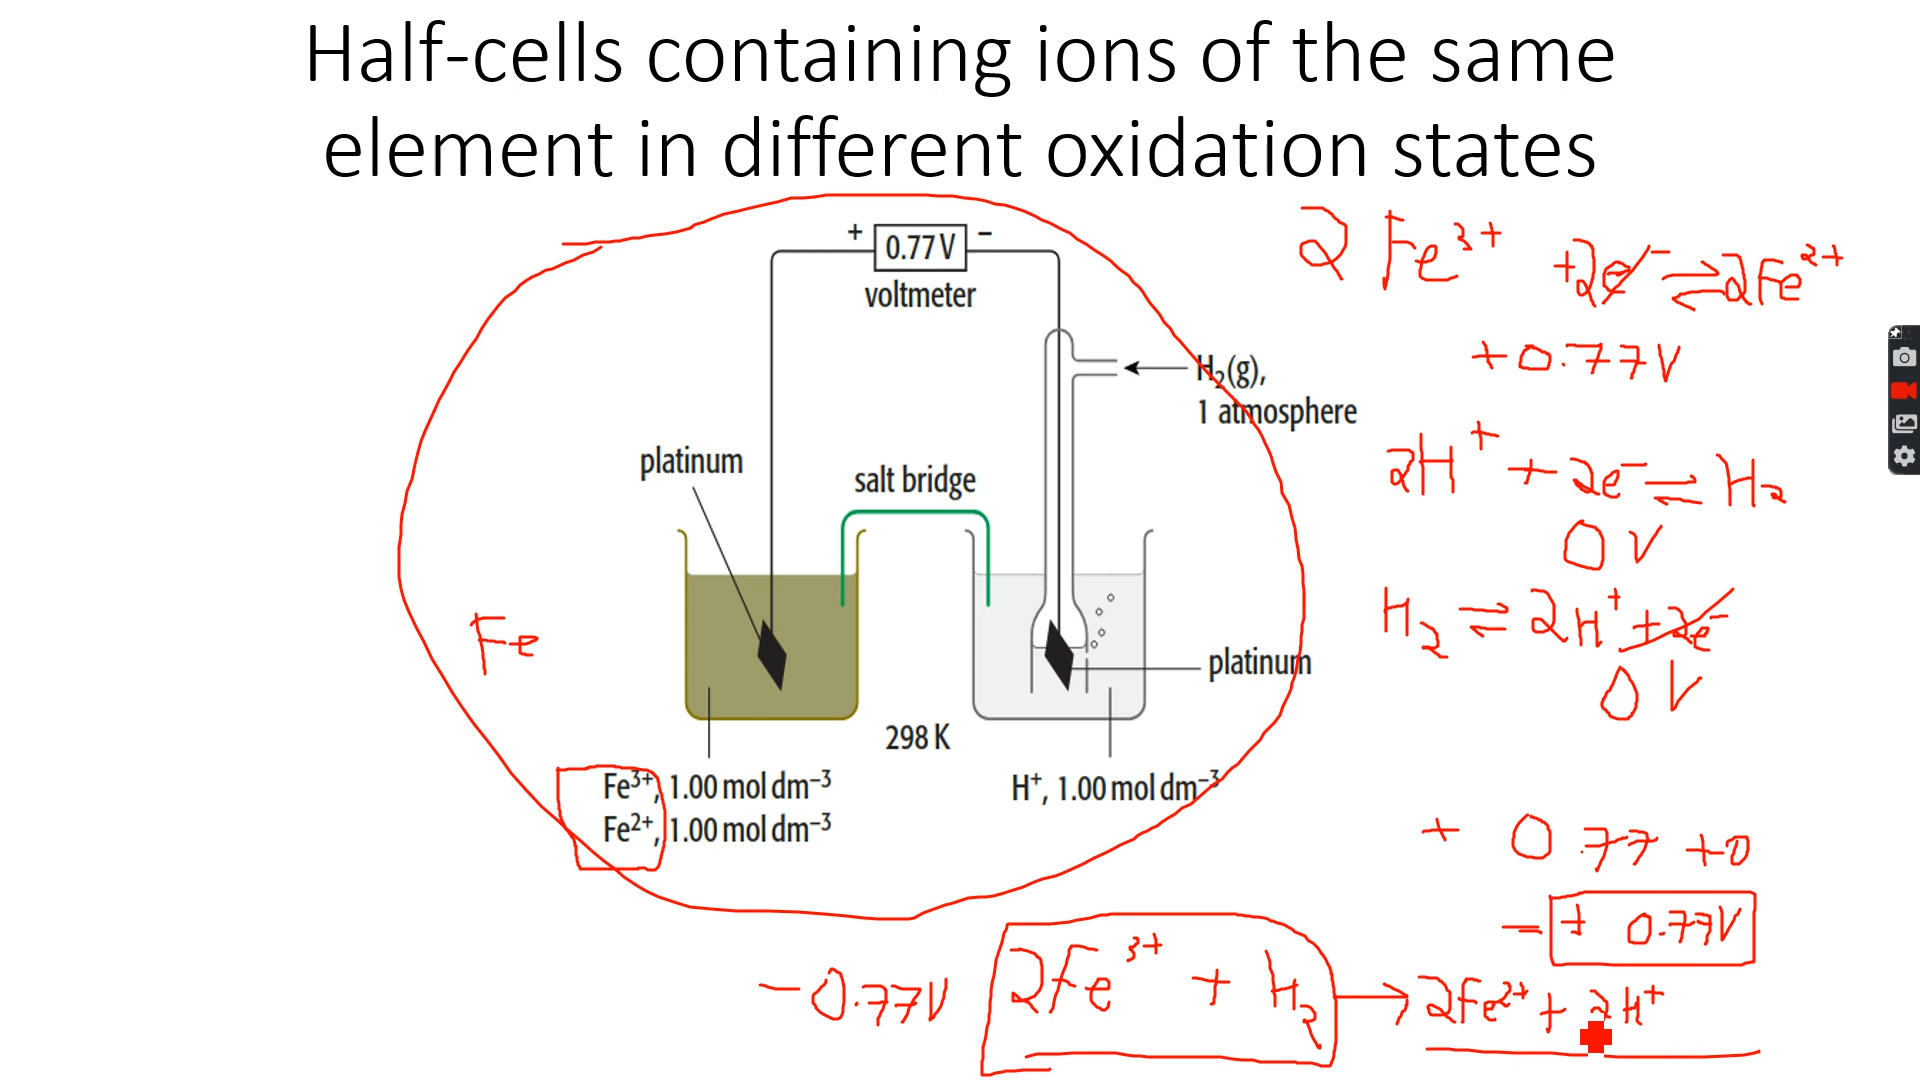 Half-cells containing ions of the same
element in different oxidation states
+ 0.77 V −
voltmeter
H₂(g),
1 atmosphere
platinum
salt bridge
platinum
298 K
Fe³⁺, 1.00 mol dm⁻³
Fe²⁺, 1.00 mol dm⁻³
H⁺, 1.00 mol dm⁻³
Fe
2 Fe³⁺ +2e⁻ ⇌ 2Fe²⁺
+0.77V
2H⁺ + 2e⁻ ⇌ H₂
0 V
H₂ ⇌ 2H⁺ +2e⁻
0 V
+ 0.77 +0
= + 0.77V
−0.77V 2Fe³⁺ + H₂ → 2Fe²⁺ + 2H⁺